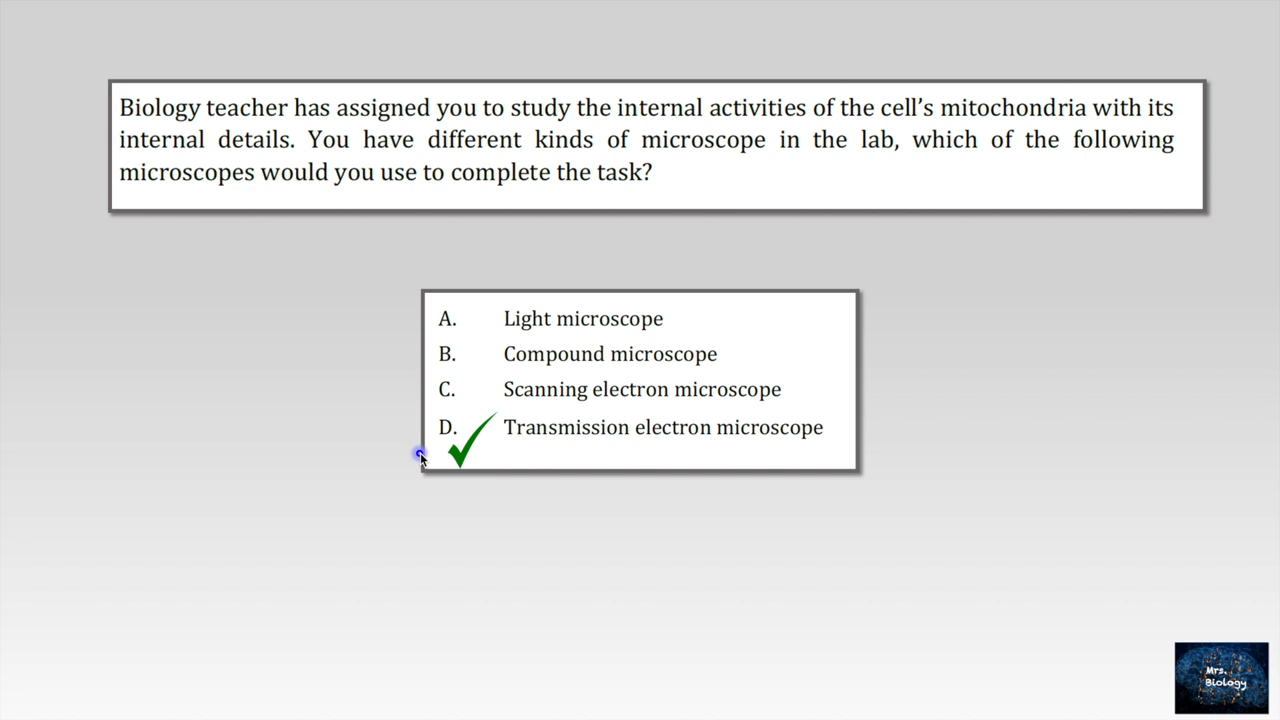 Biology teacher has assigned you to study the internal activities of the cell’s mitochondria with its
internal details. You have different kinds of microscope in the lab, which of the following
microscopes would you use to complete the task?
A. Light microscope
B. Compound microscope
C. Scanning electron microscope
D. Transmission electron microscope
Mrs.
Biology